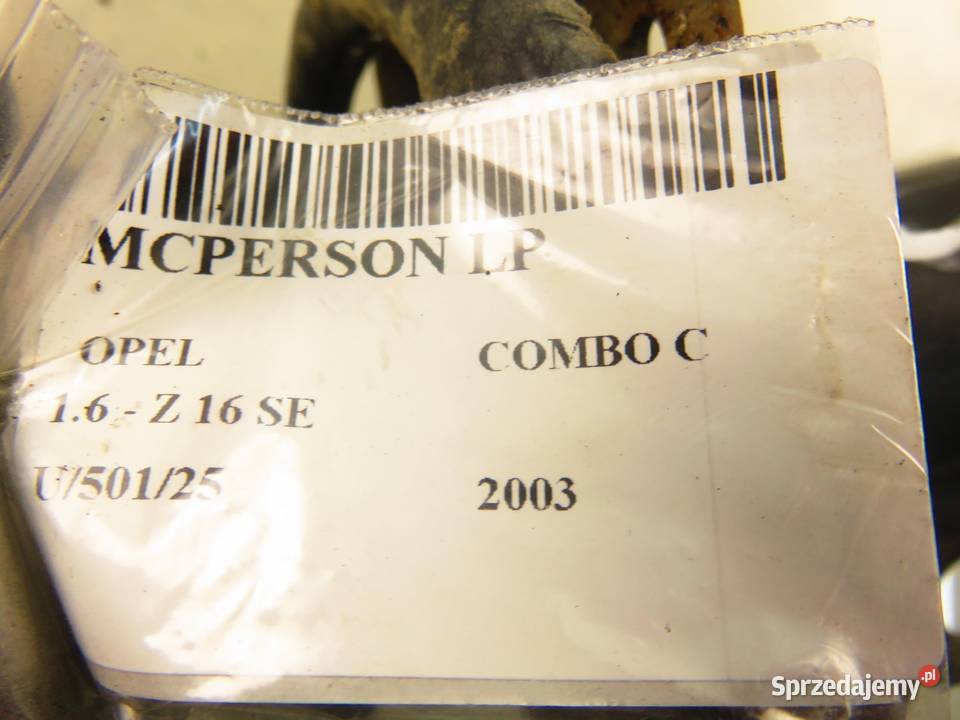 MCPERSON LP
OPEL COMBO C
1.6 - Z 16 SE
U/501/25 2003
Sprzedajemy.pl